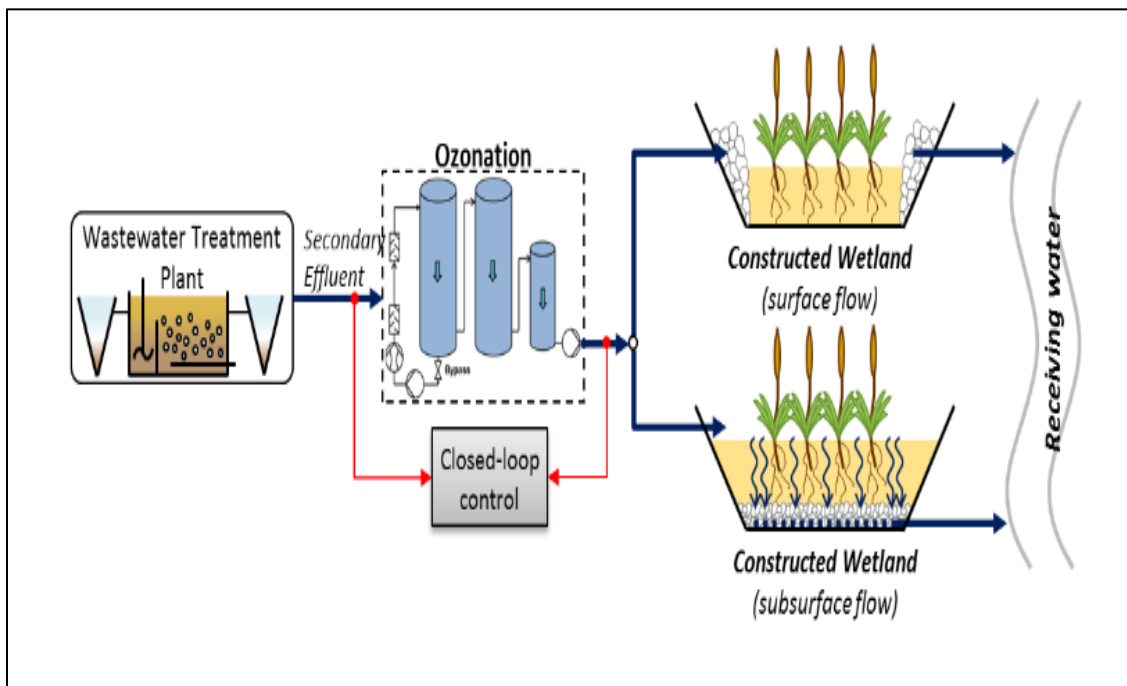 Ozonation
Wastewater Treatment
Plant
Secondary
Effluent
Bypass
Closed-loop
control
Constructed Wetland
(surface flow)
Constructed Wetland
(subsurface flow)
Receiving water